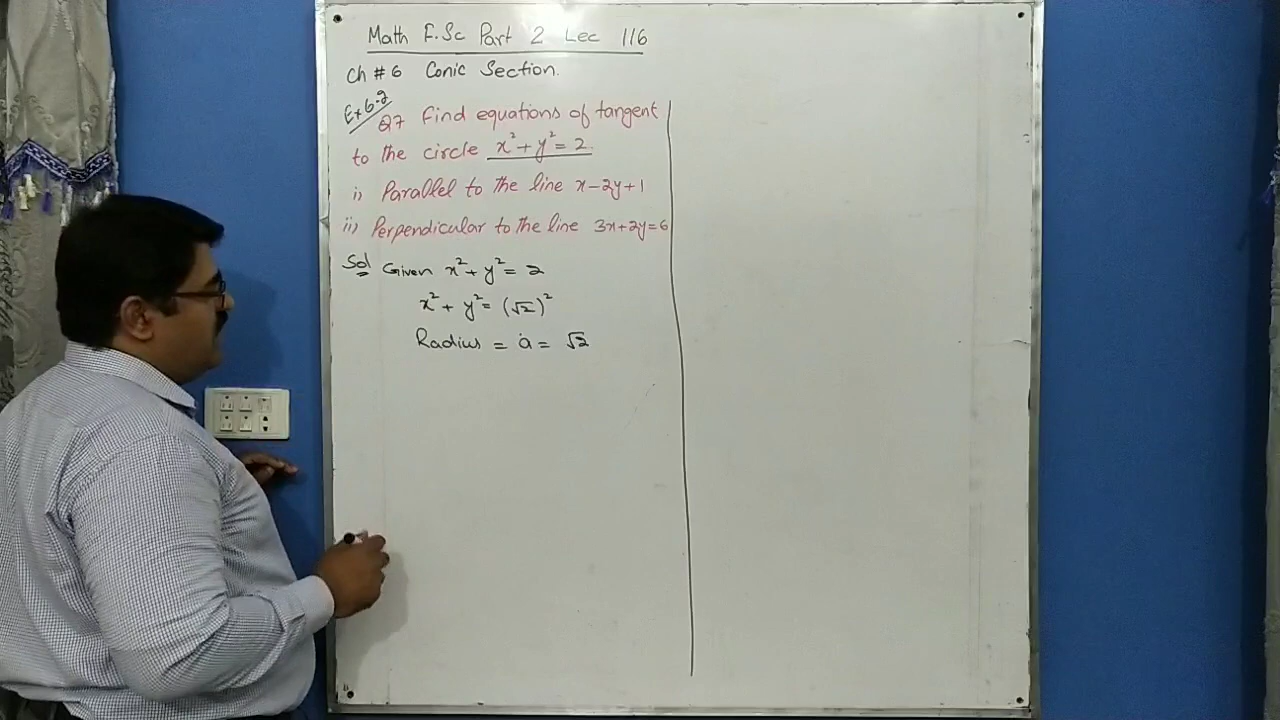 Math F.Sc Part 2 Lec 116
Ch # 6 Conic Section.
Ex 6.2
Q7 Find equations of tangent
to the circle x² + y² = 2.
i) Parallel to the line x - 2y + 1
ii) Perpendicular to the line 3x + 2y = 6
Sol Given x² + y² = 2
x² + y² = (√2)²
Radius = a = √2